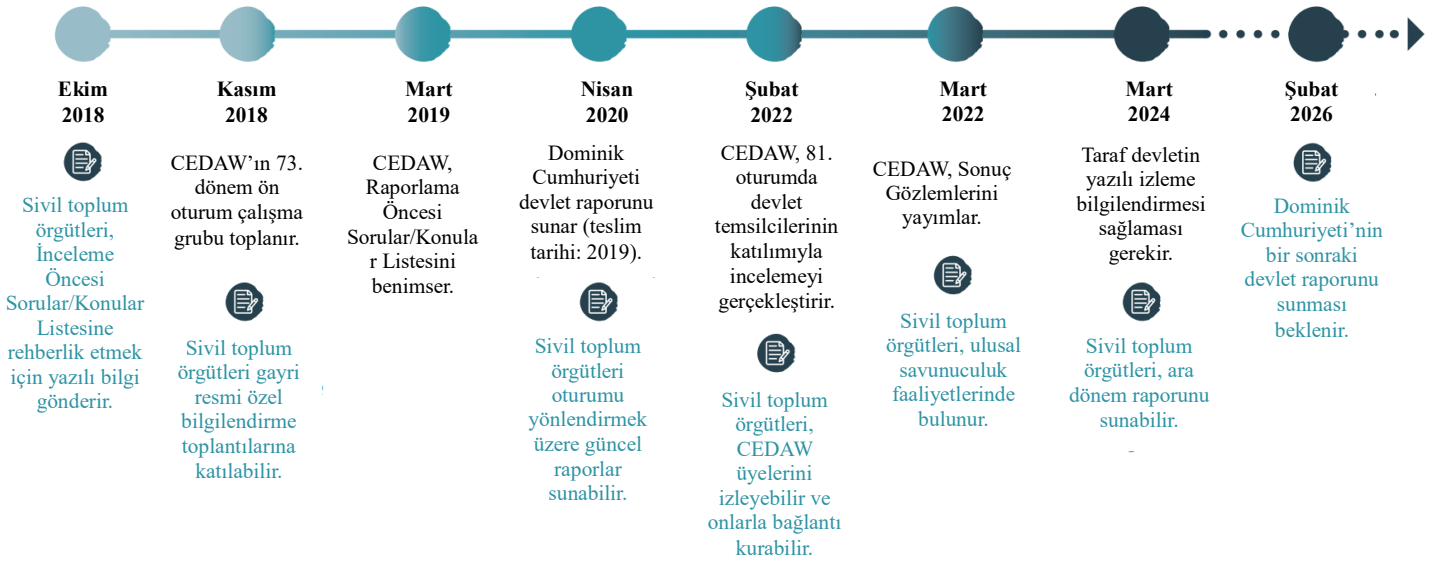 Ekim
2018
Sivil toplum
örgütleri,
İnceleme
Öncesi
Sorular/Konular
Listesine
rehberlik etmek
için yazılı bilgi
gönderir.
Kasım
2018
CEDAW’ın 73.
dönem ön
oturum çalışma
grubu toplanır.
Sivil toplum
örgütleri gayri
resmi özel
bilgilendirme
toplantılarına
katılabilir.
Mart
2019
CEDAW,
Raporlama
Öncesi
Sorular/Konula
r Listesini
benimser.
Nisan
2020
Dominik
Cumhuriyeti
devlet raporunu
sunar (teslim
tarihi: 2019).
Sivil toplum
örgütleri
oturumu
yönlendirmek
üzere güncel
raporlar
sunabilir.
Şubat
2022
CEDAW, 81.
oturumda
devlet
temsilcilerinin
katılımıyla
incelemeyi
gerçekleştirir.
Sivil toplum
örgütleri,
CEDAW
üyelerini
izleyebilir ve
onlarla bağlantı
kurabilir.
Mart
2022
CEDAW, Sonuç
Gözlemlerini
yayımlar.
Sivil toplum
örgütleri, ulusal
savunuculuk
faaliyetlerinde
bulunur.
Mart
2024
Taraf devletin
yazılı izleme
bilgilendirmesi
sağlaması
gerekir.
Sivil toplum
örgütleri, ara
dönem raporunu
sunabilir.
Şubat
2026
Dominik
Cumhuriyeti’nin
bir sonraki
devlet raporunu
sunması
beklenir.